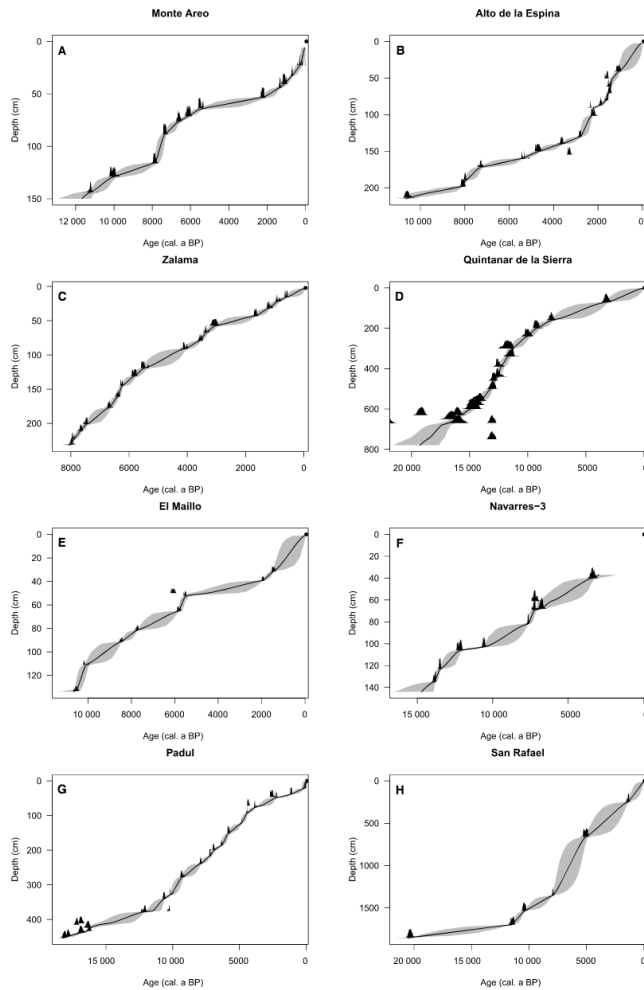 Monte Areo
A
0
50
100
150
Depth (cm)
12 000 10 000 8000 6000 4000 2000 0
Age (cal. a BP)
Alto de la Espina
B
0
50
100
150
200
Depth (cm)
10 000 8000 6000 4000 2000 0
Age (cal. a BP)
Zalama
C
0
50
100
150
200
Depth (cm)
8000 6000 4000 2000 0
Age (cal. a BP)
Quintanar de la Sierra
D
0
200
400
600
800
Depth (cm)
20 000 15 000 10 000 5000 0
Age (cal. a BP)
El Maíllo
E
0
20
40
60
80
100
120
Depth (cm)
10 000 8000 6000 4000 2000 0
Age (cal. a BP)
Navarres−3
F
0
20
40
60
80
100
120
140
Depth (cm)
15 000 10 000 5000 0
Age (cal. a BP)
Padul
G
0
100
200
300
400
Depth (cm)
15 000 10 000 5000 0
Age (cal. a BP)
San Rafael
H
0
500
1000
1500
Depth (cm)
20 000 15 000 10 000 5000 0
Age (cal. a BP)